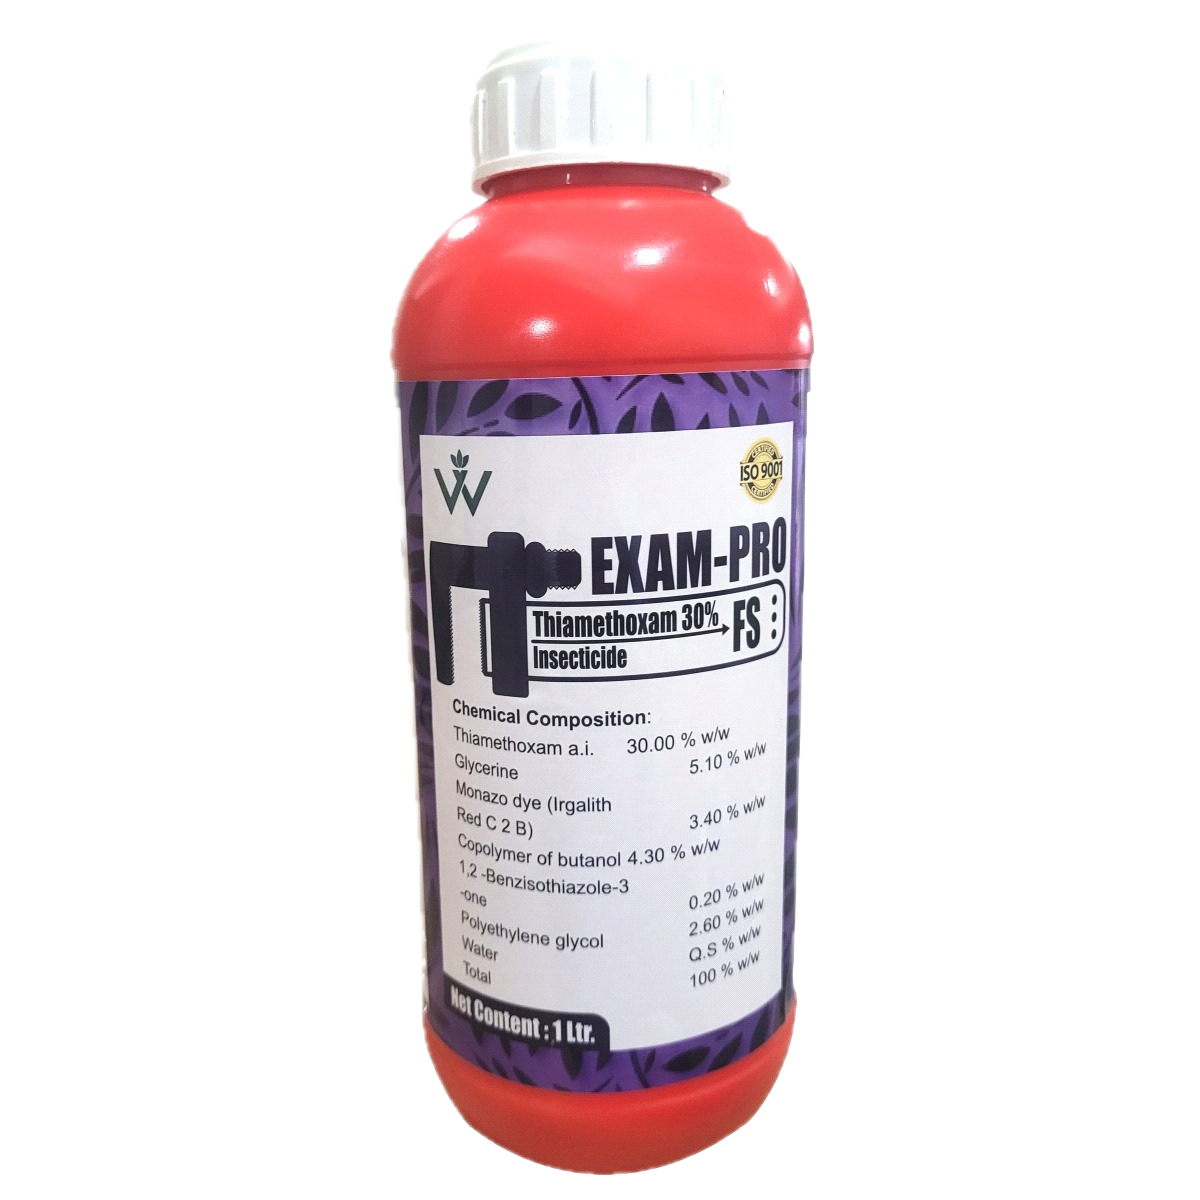 CERTIFIED
ISO 9001
CERTIFIED
EXAM-PRO
Thiamethoxam 30%
FS
Insecticide
Chemical Composition:
Thiamethoxam a.i. 30.00 % w/w
Glycerine 5.10 % w/w
Monazo dye (Irgalith
Red C 2 B) 3.40 % w/w
Copolymer of butanol 4.30 % w/w
1,2 -Benzisothiazole-3
-one 0.20 % w/w
Polyethylene glycol 2.60 % w/w
Water Q.S % w/w
Total 100 % w/w
Net Content : 1 Ltr.